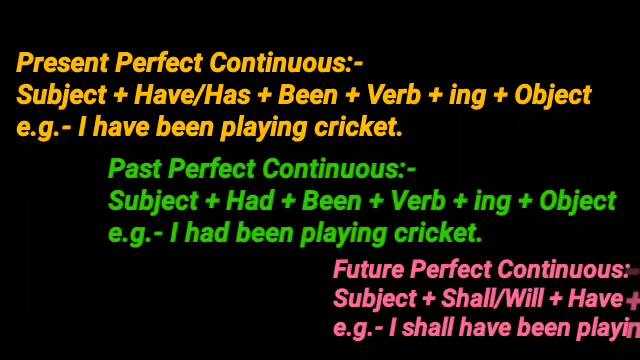 Present Perfect Continuous:-
Subject + Have/Has + Been + Verb + ing + Object
e.g.- I have been playing cricket.
Past Perfect Continuous:-
Subject + Had + Been + Verb + ing + Object
e.g.- I had been playing cricket.
Future Perfect Continuous:-
Subject + Shall/Will + Have +
e.g.- I shall have been playin